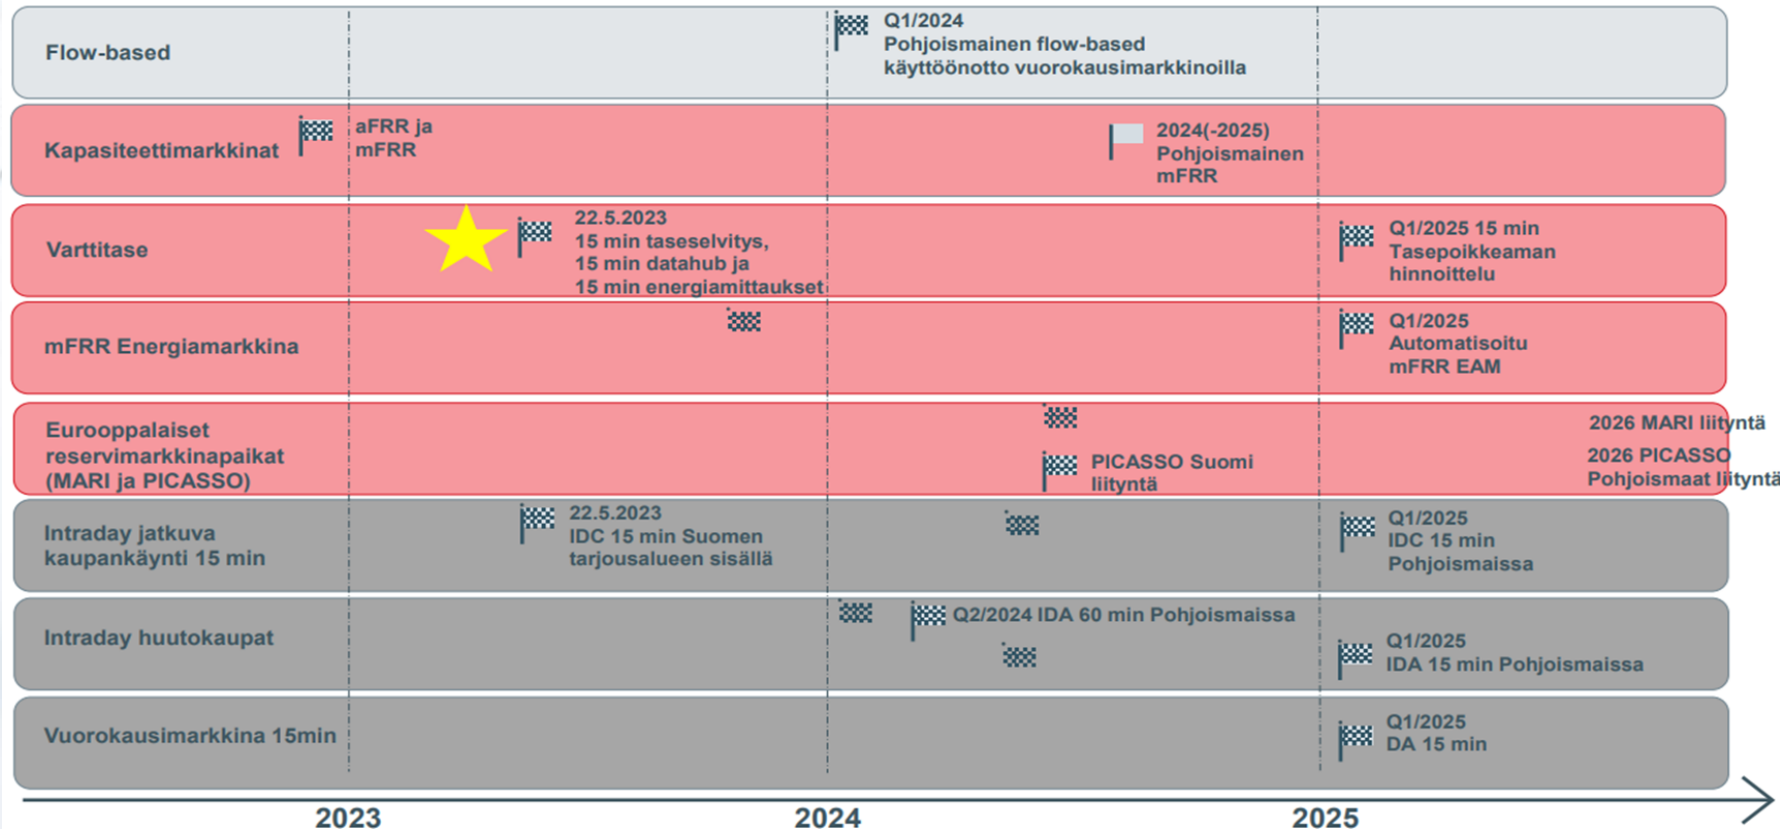 Flow-based
Q1/2024
Pohjoismainen flow-based
käyttöönotto vuorokausimarkkinoilla
Kapasiteettimarkkinat
aFRR ja
mFRR
2024(-2025)
Pohjoismainen
mFRR
Varttitase
22.5.2023
15 min taseselvitys,
15 min datahub ja
15 min energiamittaukset
Q1/2025 15 min
Tasepoikkeaman
hinnoittelu
mFRR Energiamarkkina
Q1/2025
Automatisoitu
mFRR EAM
Eurooppalaiset
reservimarkkinapaikat
(MARI ja PICASSO)
PICASSO Suomi
liityntä
2026 MARI liityntä
2026 PICASSO
Pohjoismaat liityntä
Intraday jatkuva
kaupankäynti 15 min
22.5.2023
IDC 15 min Suomen
tarjousalueen sisällä
Q1/2025
IDC 15 min
Pohjoismaissa
Intraday huutokaupat
Q2/2024 IDA 60 min Pohjoismaissa
Q1/2025
IDA 15 min Pohjoismaissa
Vuorokausimarkkina 15min
Q1/2025
DA 15 min
2023
2024
2025